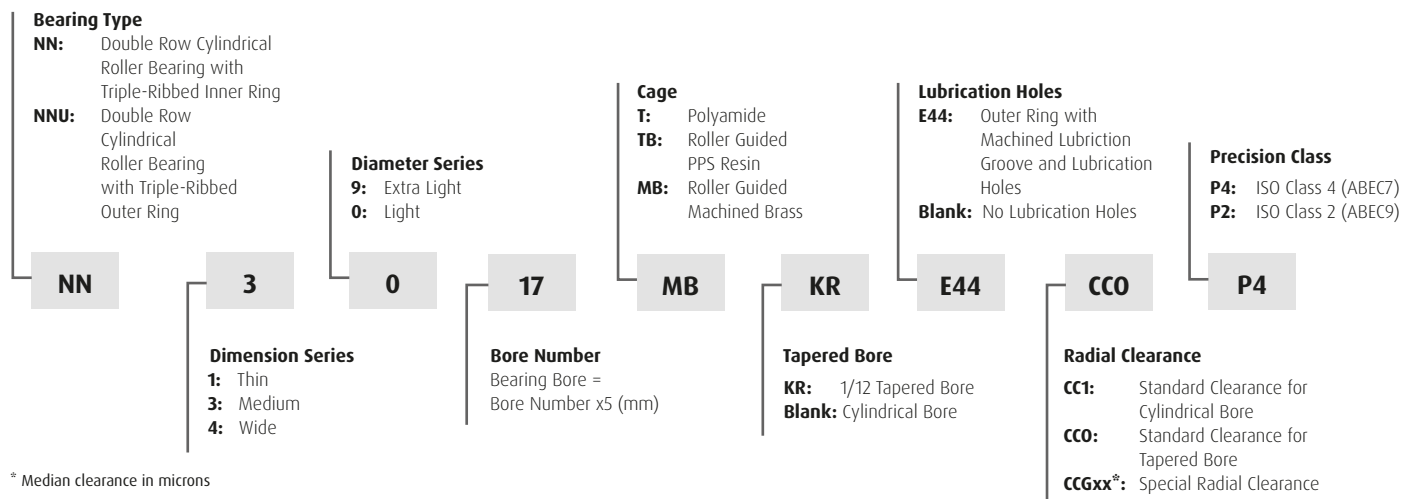 Bearing Type
NN: Double Row Cylindrical
Roller Bearing with
Triple-Ribbed Inner Ring
NNU: Double Row
Cylindrical
Roller Bearing
with Triple-Ribbed
Outer Ring
Diameter Series
9: Extra Light
0: Light
Cage
T: Polyamide
TB: Roller Guided
PPS Resin
MB: Roller Guided
Machined Brass
Lubrication Holes
E44: Outer Ring with
Machined Lubriction
Groove and Lubrication
Holes
Blank: No Lubrication Holes
Precision Class
P4: ISO Class 4 (ABEC7)
P2: ISO Class 2 (ABEC9)
NN 3 0 17 MB KR E44 CC0 P4
Dimension Series
1: Thin
3: Medium
4: Wide
Bore Number
Bearing Bore =
Bore Number x5 (mm)
Tapered Bore
KR: 1/12 Tapered Bore
Blank: Cylindrical Bore
Radial Clearance
CC1: Standard Clearance for
Cylindrical Bore
CC0: Standard Clearance for
Tapered Bore
CCGxx*: Special Radial Clearance
* Median clearance in microns